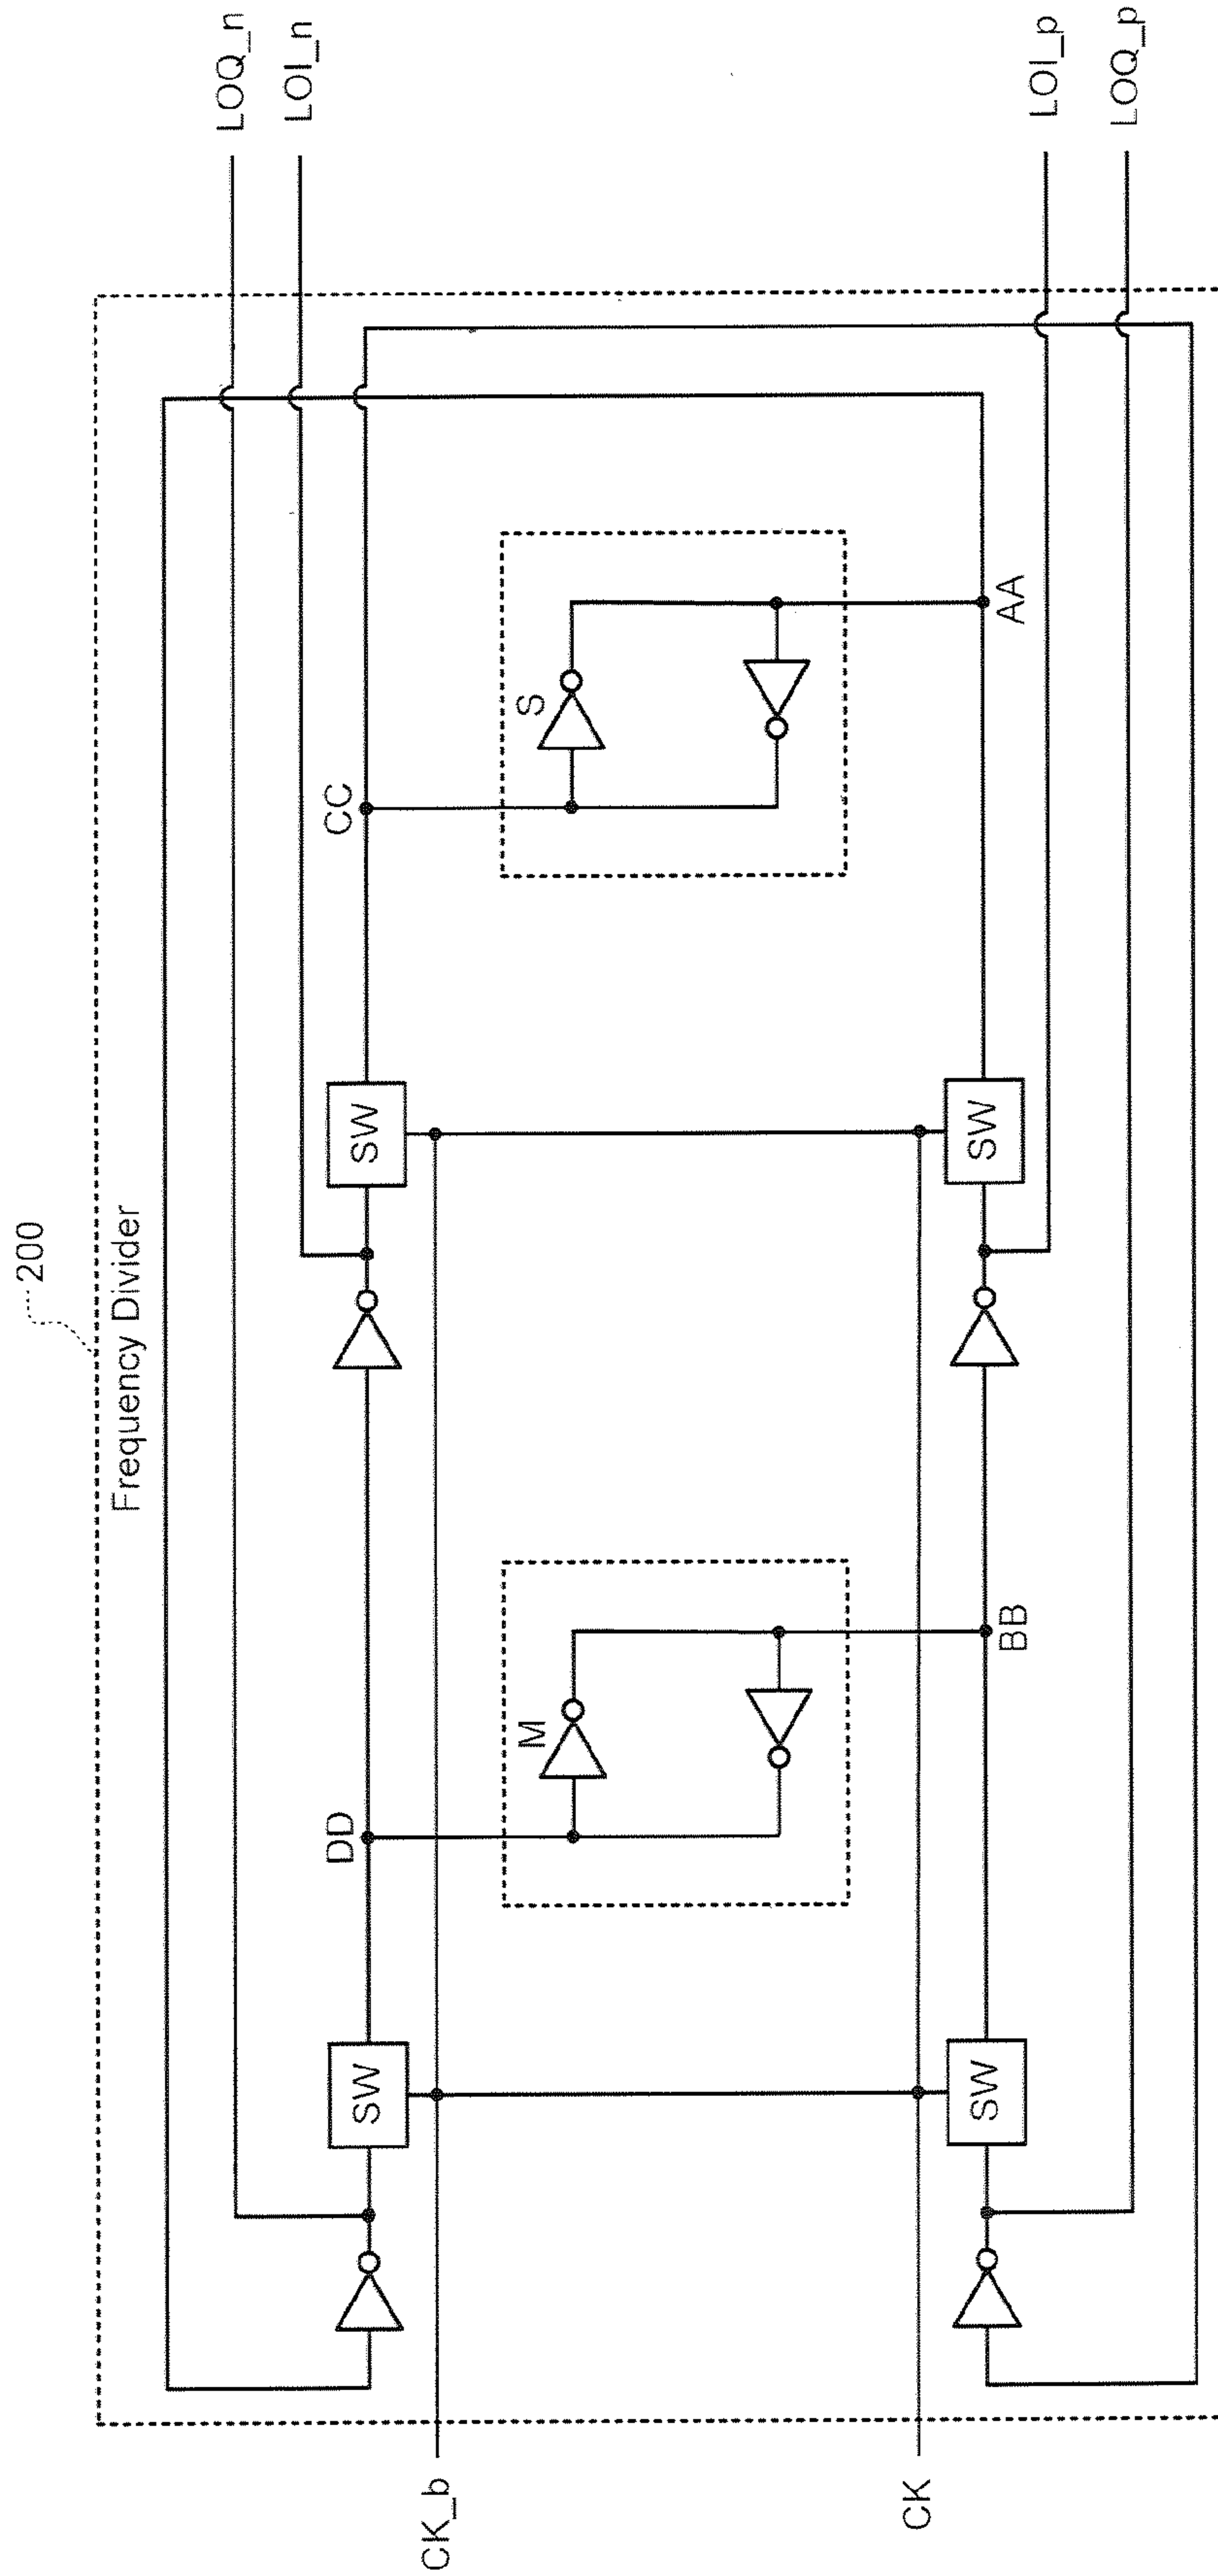 200
Frequency Divider
LOQ_n
LOI_n
DD
CC
SW
SW
CK_b
M
S
CK
SW
SW
BB
AA
LOI_p
LOQ_p